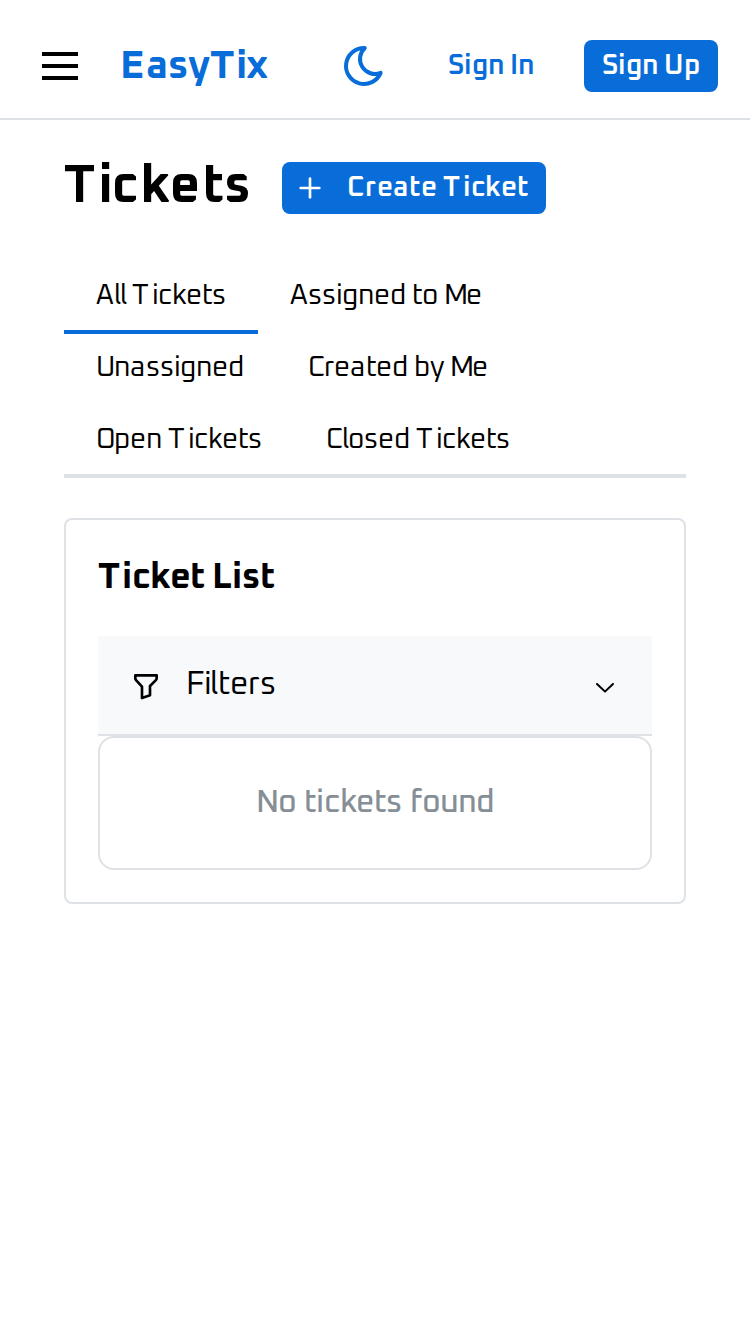 EasyTix Sign In Sign Up
Tickets Create Ticket
All Tickets Assigned to Me
Unassigned Created by Me
Open Tickets Closed Tickets
Ticket List
Filters
No tickets found